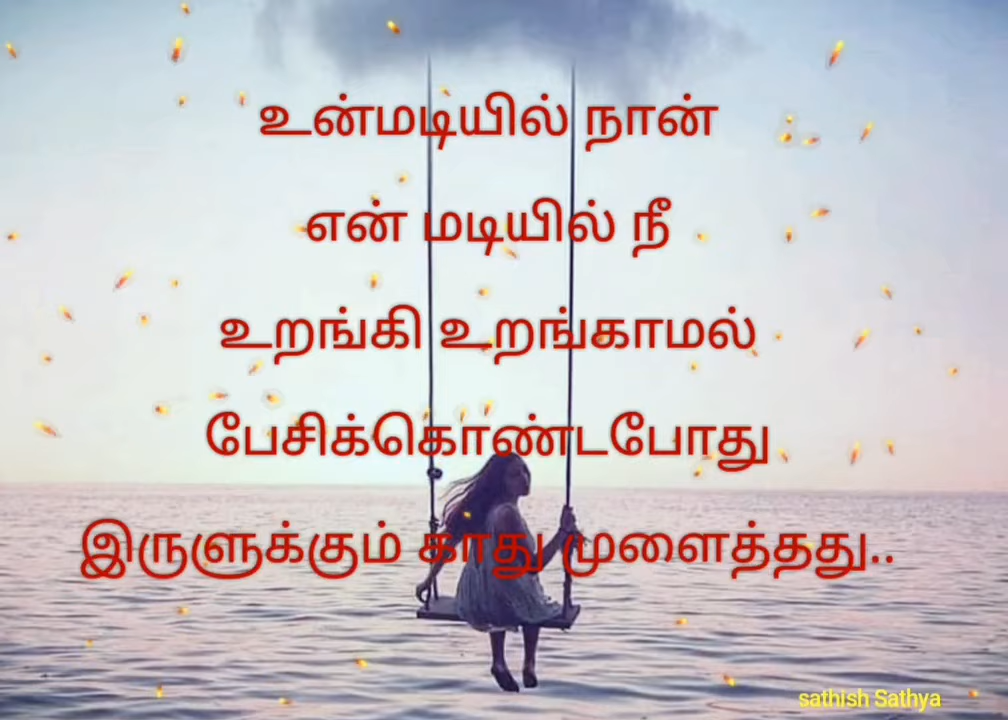 உன்மடியில் நான்
என் மடியில் நீ
உறங்கி உறங்காமல்
பேசிக்கொண்டபோது
இருளுக்கும் காது முளைத்தது..
sathish Sathya